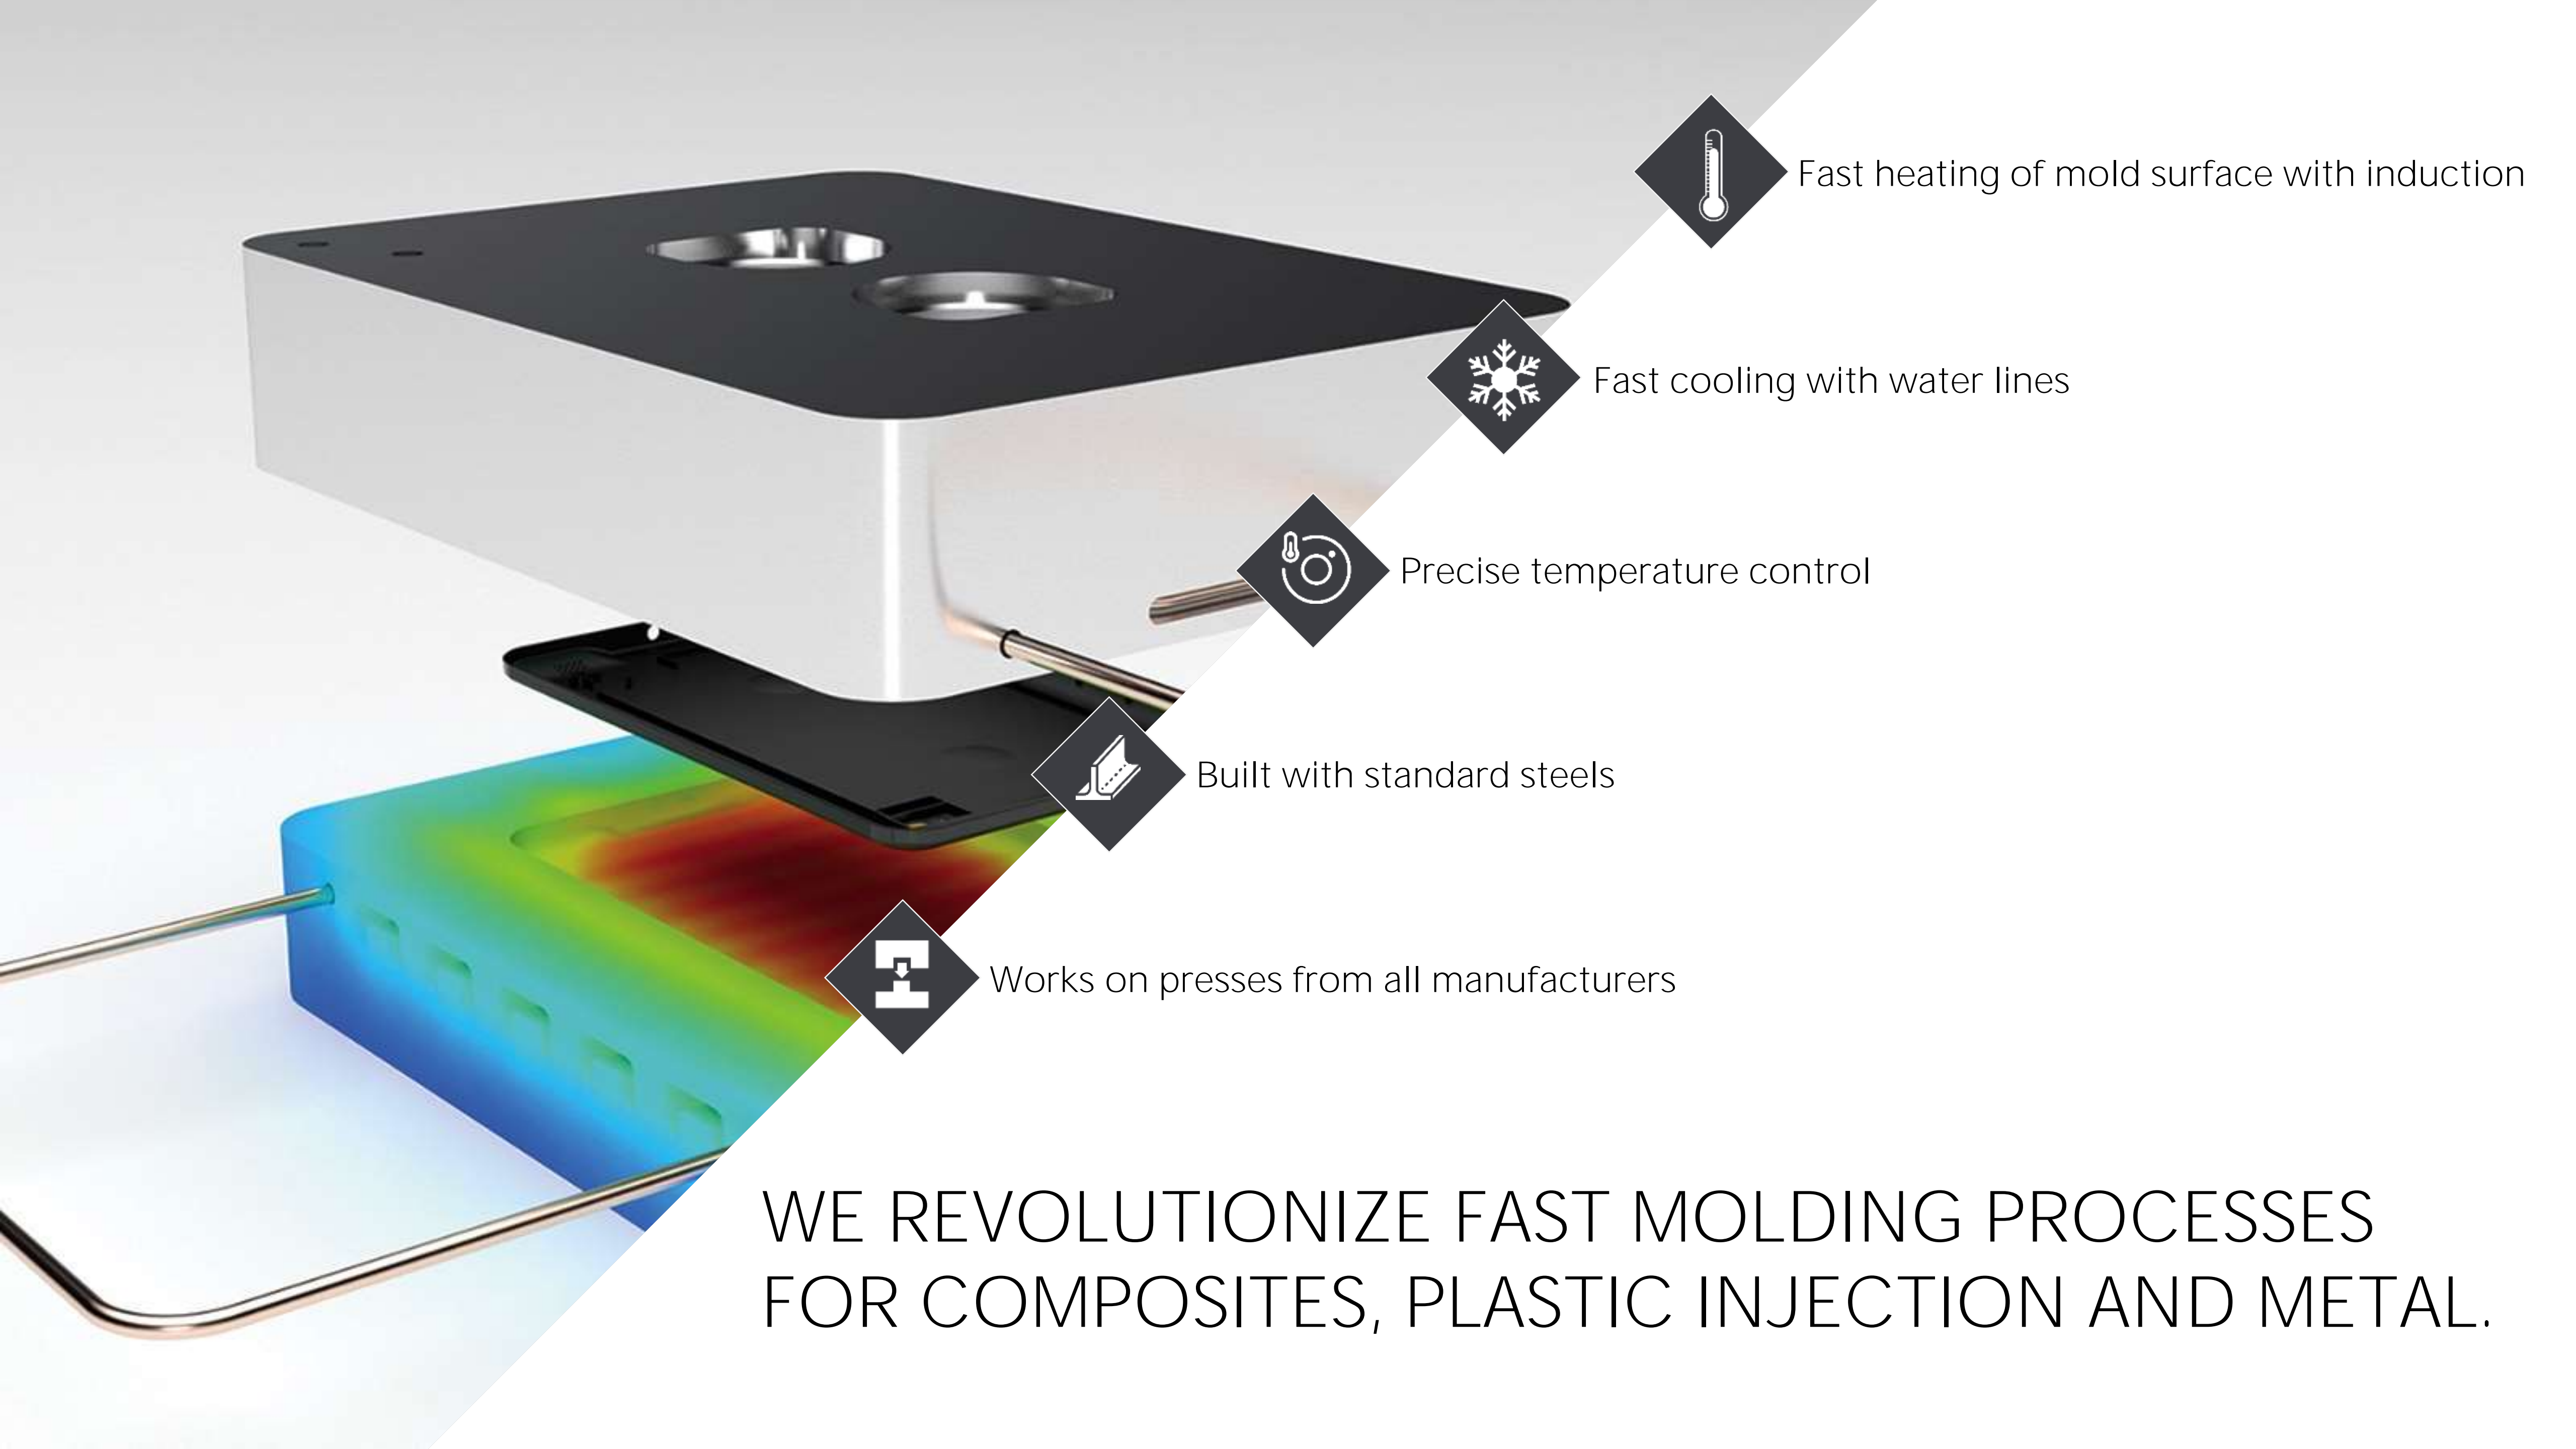 Fast heating of mold surface with induction
Fast cooling with water lines
Precise temperature control
Built with standard steels
Works on presses from all manufacturers
WE REVOLUTIONIZE FAST MOLDING PROCESSES
FOR COMPOSITES, PLASTIC INJECTION AND METAL.